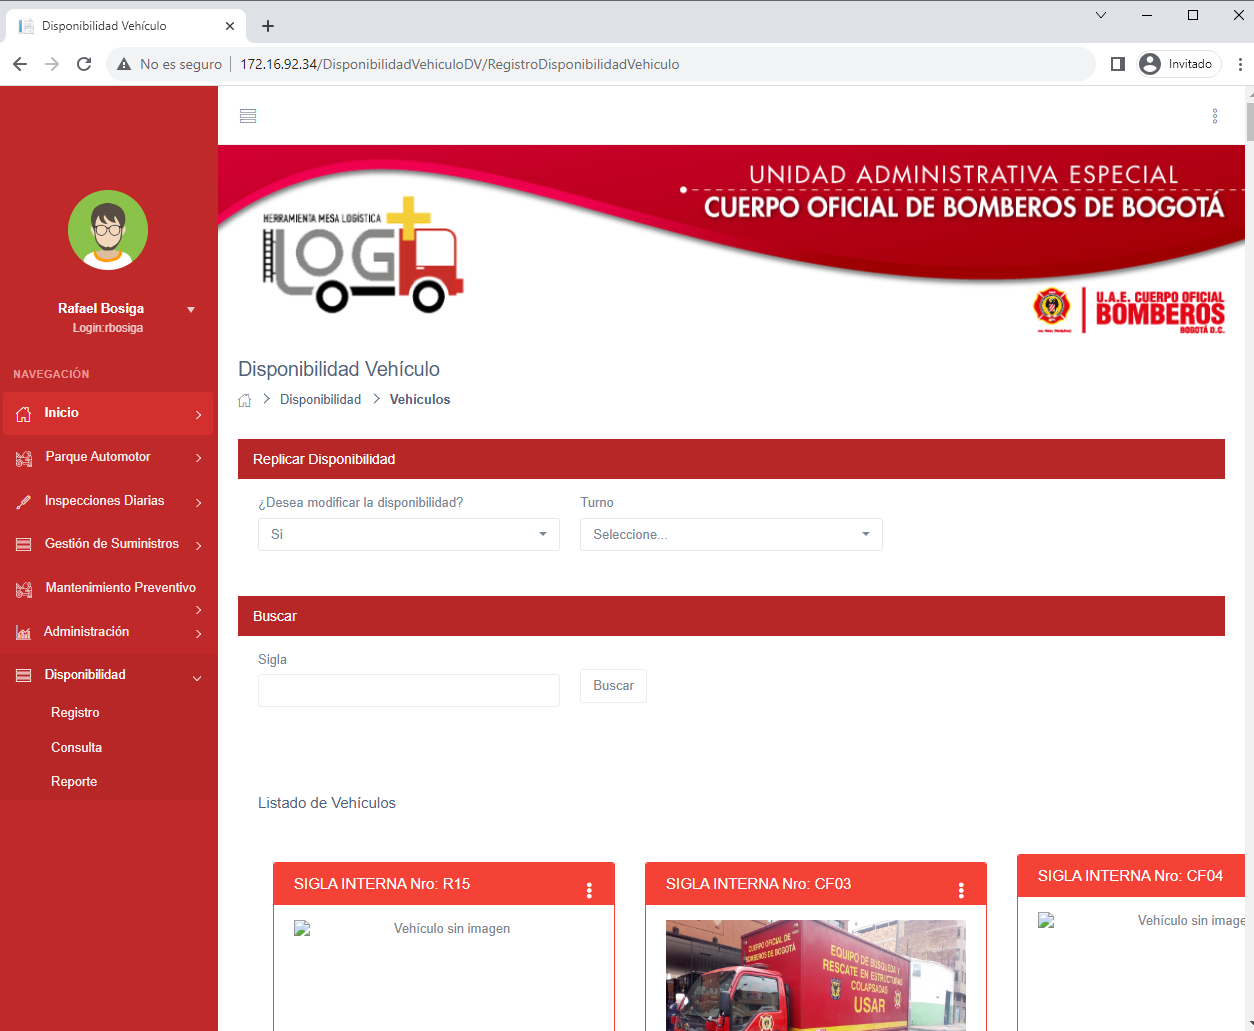 Disponibilidad Vehículo
No es seguro
172.16.92.34/DisponibilidadVehiculoDV/RegistroDisponibilidadVehiculo
Invitado
UNIDAD ADMINISTRATIVA ESPECIAL
CUERPO OFICIAL DE BOMBEROS DE BOGOTÁ
HERRAMIENTA MESA LOGÍSTICA
LOG
U.A.E. CUERPO OFICIAL
BOMBEROS
BOGOTÁ D.C.
Rafael Bosiga
Login:rbosiga
NAVEGACIÓN
Inicio
Parque Automotor
Inspecciones Diarias
Gestión de Suministros
Mantenimiento Preventivo
Administración
Disponibilidad
Registro
Consulta
Reporte
Disponibilidad Vehículo
Disponibilidad
Vehículos
Replicar Disponibilidad
¿Desea modificar la disponibilidad?
Turno
Si
Seleccione...
Buscar
Sigla
Buscar
Listado de Vehículos
SIGLA INTERNA Nro: R15
SIGLA INTERNA Nro: CF03
SIGLA INTERNA Nro: CF04
Vehículo sin imagen
Vehículo sin image
CUERPO OFICIAL DE
BOMBEROS DE BOGOTÁ
EQUIPO DE BUSQUEDA Y
RESCATE EN ESTRUCTURAS
COLAPSADAS
USAR